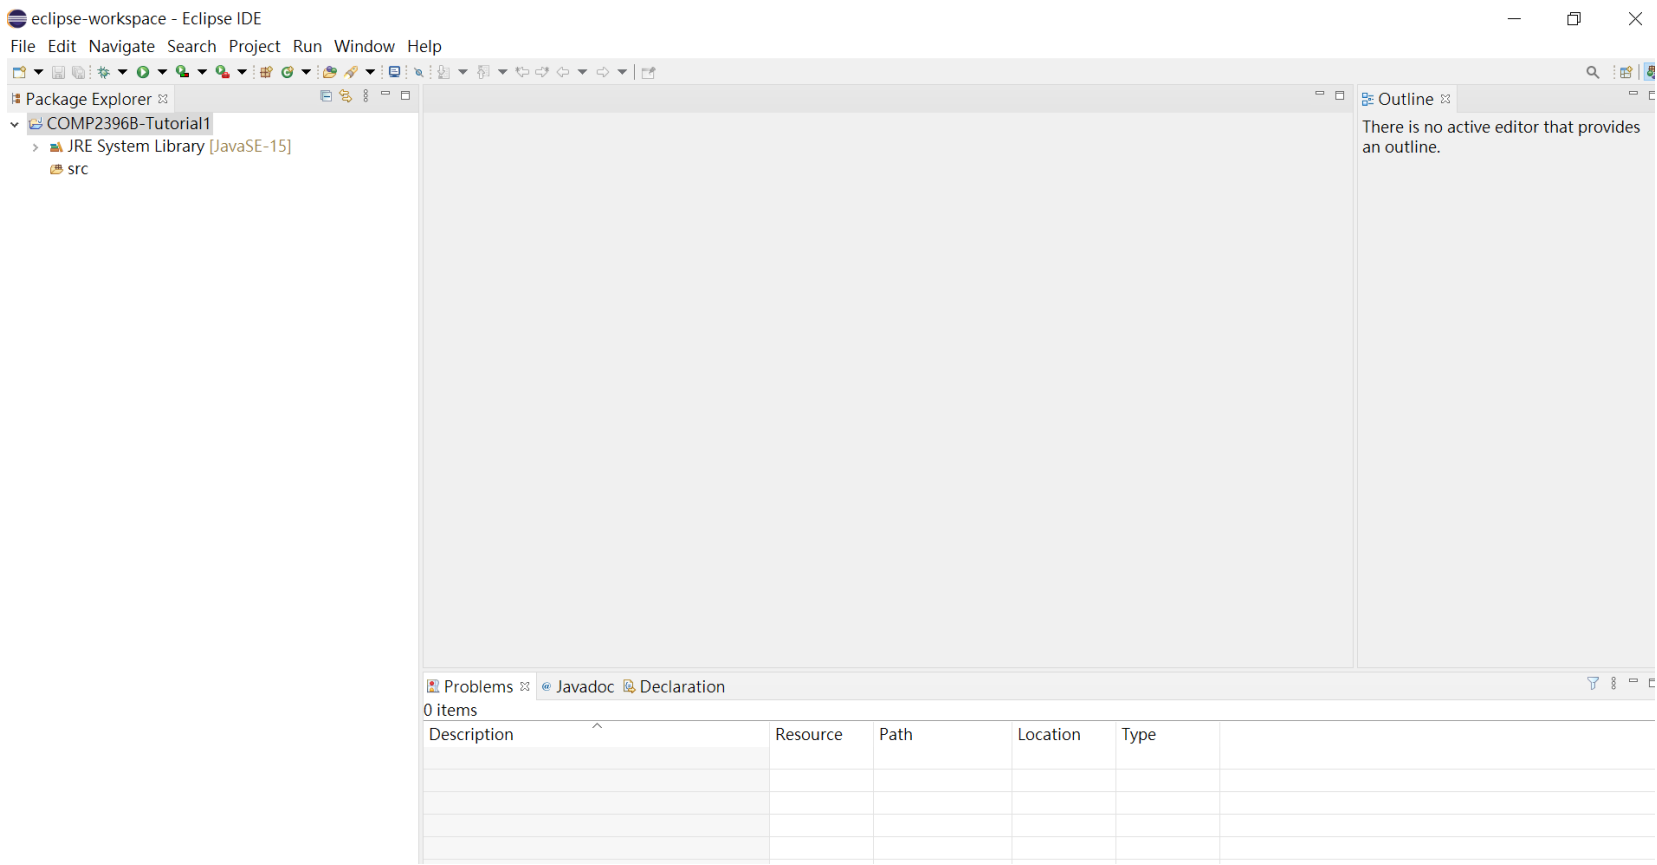 eclipse-workspace - Eclipse IDE
File Edit Navigate Search Project Run Window Help
Package Explorer
COMP2396B-Tutorial1
JRE System Library [JavaSE-15]
src
Outline
There is no active editor that provides
an outline.
Problems @ Javadoc Declaration
0 items
Description Resource Path Location Type